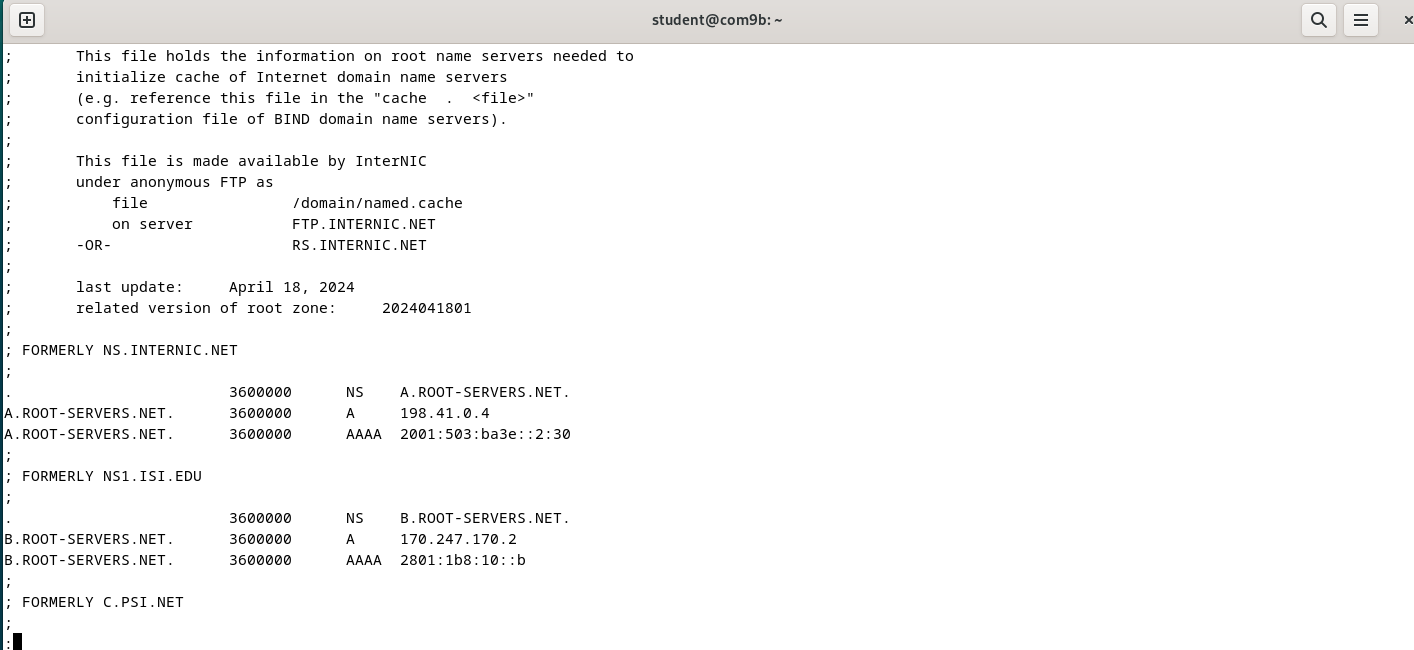 student@com9b: ~
;       This file holds the information on root name servers needed to
;       initialize cache of Internet domain name servers
;       (e.g. reference this file in the "cache  .  <file>"
;       configuration file of BIND domain name servers).
;
;       This file is made available by InterNIC
;       under anonymous FTP as
;           file                /domain/named.cache
;           on server           FTP.INTERNIC.NET
;       -OR-                    RS.INTERNIC.NET
;
;       last update:     April 18, 2024
;       related version of root zone:     2024041801
;
; FORMERLY NS.INTERNIC.NET
;
.                        3600000      NS    A.ROOT-SERVERS.NET.
A.ROOT-SERVERS.NET.      3600000      A     198.41.0.4
A.ROOT-SERVERS.NET.      3600000      AAAA  2001:503:ba3e::2:30
;
; FORMERLY NS1.ISI.EDU
;
.                        3600000      NS    B.ROOT-SERVERS.NET.
B.ROOT-SERVERS.NET.      3600000      A     170.247.170.2
B.ROOT-SERVERS.NET.      3600000      AAAA  2801:1b8:10::b
;
; FORMERLY C.PSI.NET
;
: